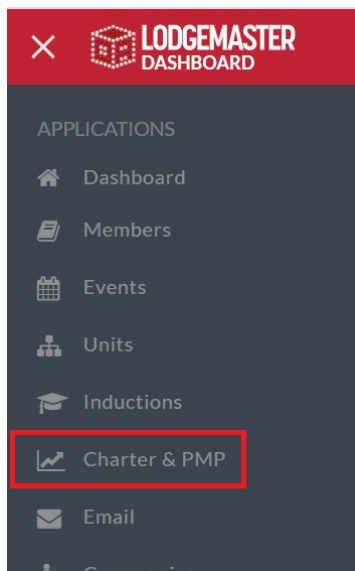 LODGEMASTER
DASHBOARD
APPLICATIONS
Dashboard
Members
Events
Units
Inductions
Charter & PMP
Email